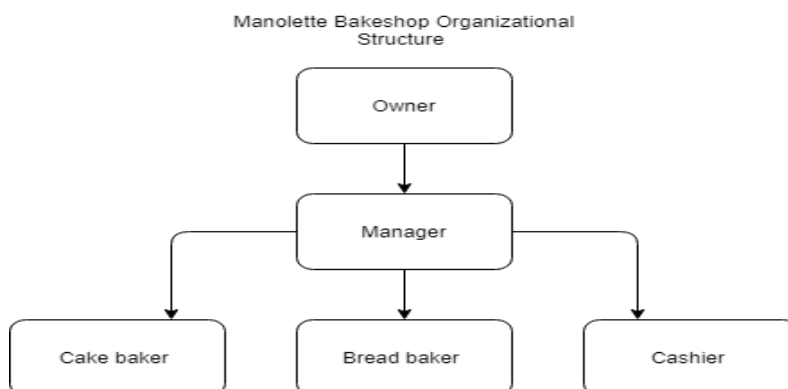 Manolette Bakeshop Organizational
Structure
Owner
Manager
Cake baker
Bread baker
Cashier